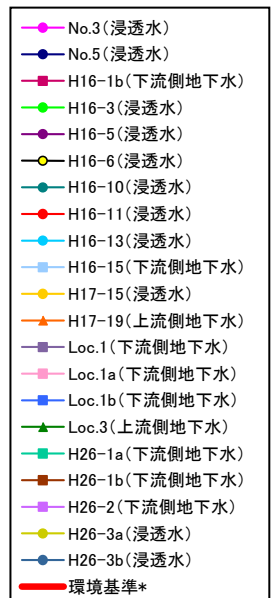 No.3(浸透水)
No.5(浸透水)
H16-1b(下流側地下水)
H16-3(浸透水)
H16-5(浸透水)
H16-6(浸透水)
H16-10(浸透水)
H16-11(浸透水)
H16-13(浸透水)
H16-15(下流側地下水)
H17-15(浸透水)
H17-19(上流側地下水)
Loc.1(下流側地下水)
Loc.1a(下流側地下水)
Loc.1b(下流側地下水)
Loc.3(上流側地下水)
H26-1a(下流側地下水)
H26-1b(下流側地下水)
H26-2(下流側地下水)
H26-3a(浸透水)
H26-3b(浸透水)
環境基準*